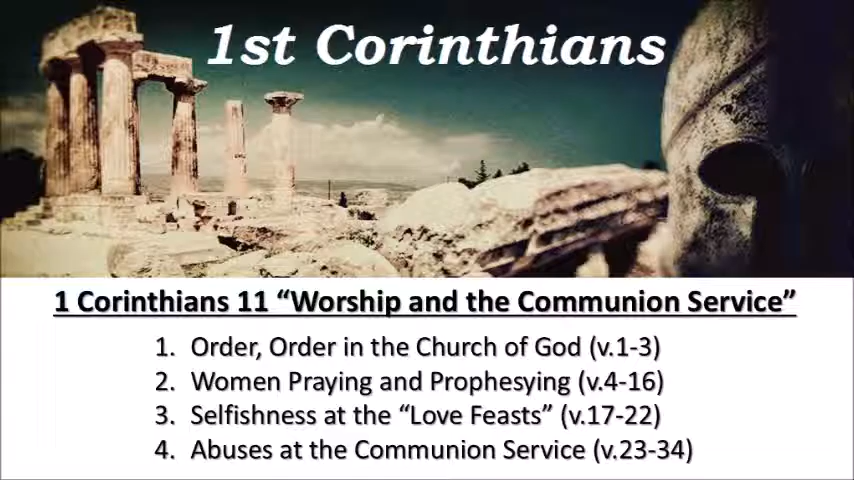 1st Corinthians
1 Corinthians 11 “Worship and the Communion Service”
1. Order, Order in the Church of God (v.1-3)
2. Women Praying and Prophesying (v.4-16)
3. Selfishness at the “Love Feasts” (v.17-22)
4. Abuses at the Communion Service (v.23-34)